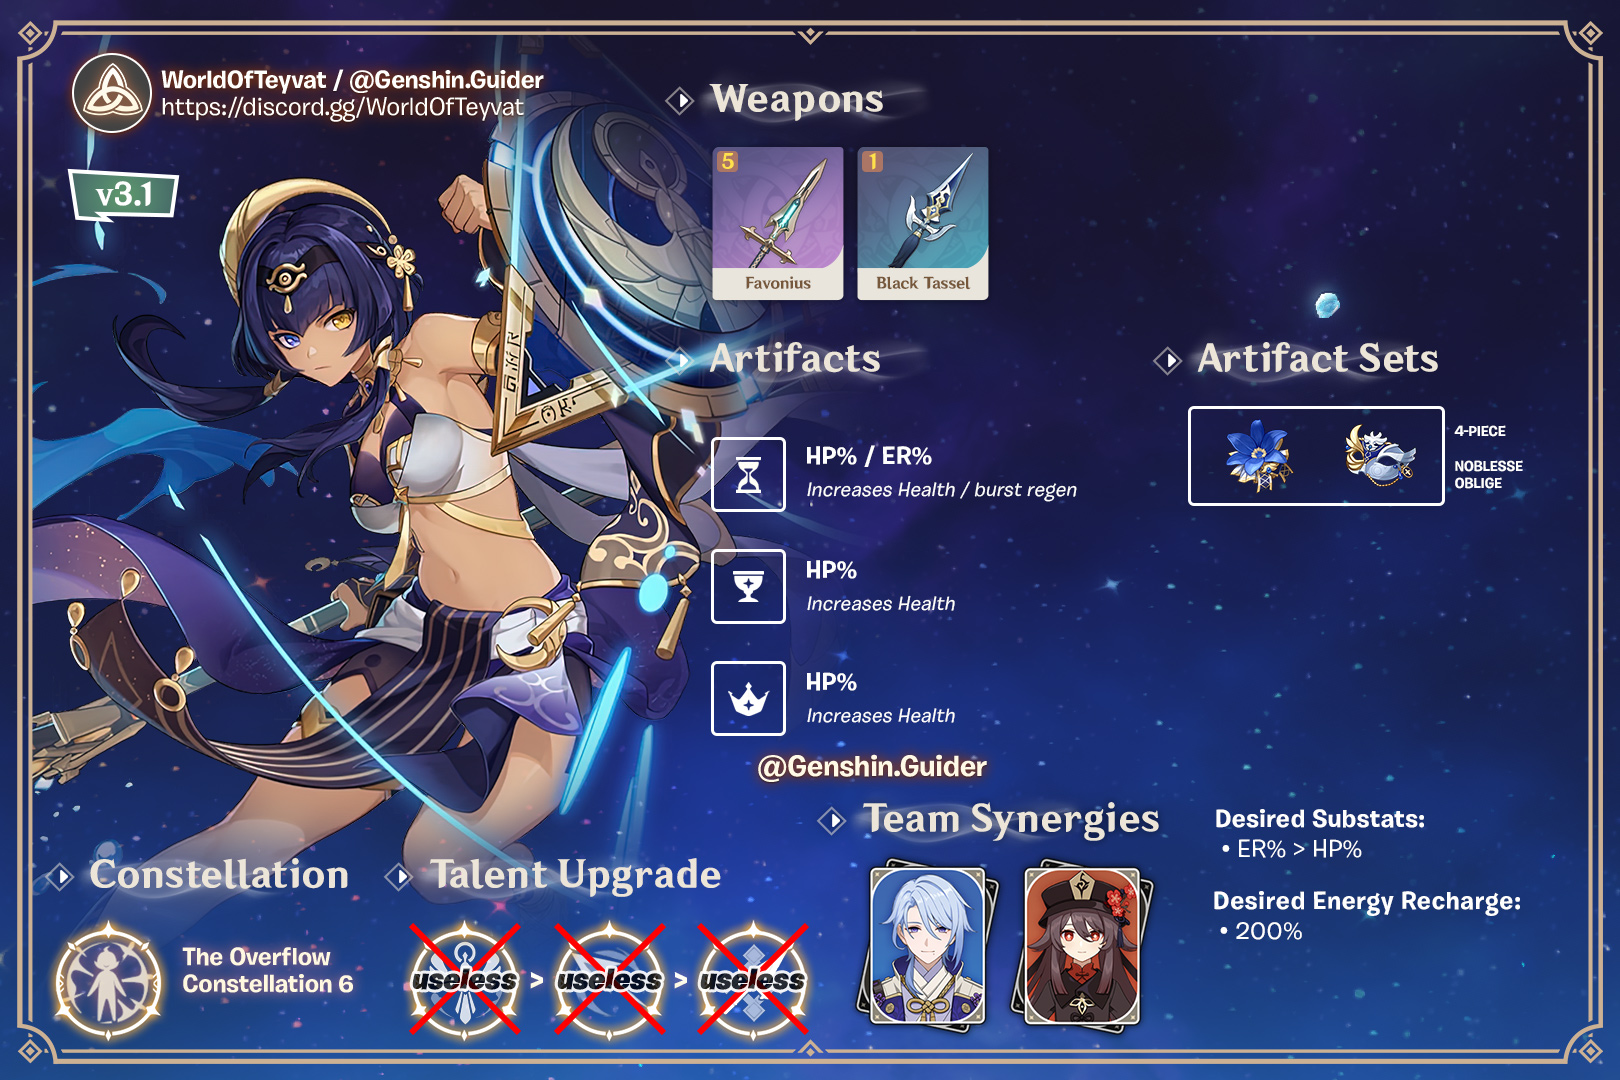 WorldOfTeyvat / @Genshin.Guider
https://discord.gg/WorldOfTeyvat
v3.1
Weapons
5
1
Favonius
Black Tassel
Artifacts
HP% / ER%
Increases Health / burst regen
HP%
Increases Health
HP%
Increases Health
Artifact Sets
4-PIECE
NOBLESSE
OBLIGE
@Genshin.Guider
Constellation
The Overflow
Constellation 6
Talent Upgrade
useless > useless > useless
Team Synergies
Desired Substats:
• ER% > HP%
Desired Energy Recharge:
• 200%